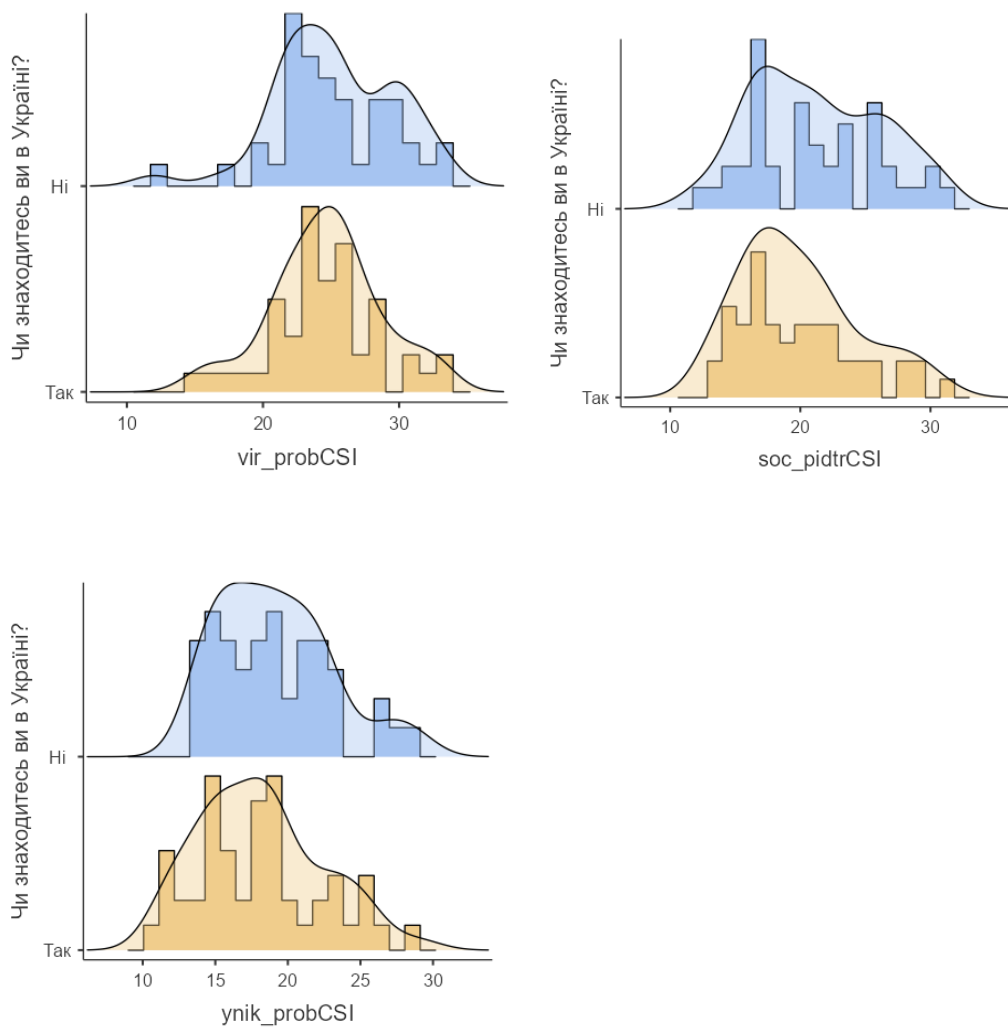 Чи знаходитесь ви в Україні?
Ні
Так
10 20 30
vir_probCSI
Чи знаходитесь ви в Україні?
Ні
Так
10 20 30
soc_pidtrCSI
Чи знаходитесь ви в Україні?
Ні
Так
10 15 20 25 30
ynik_probCSI